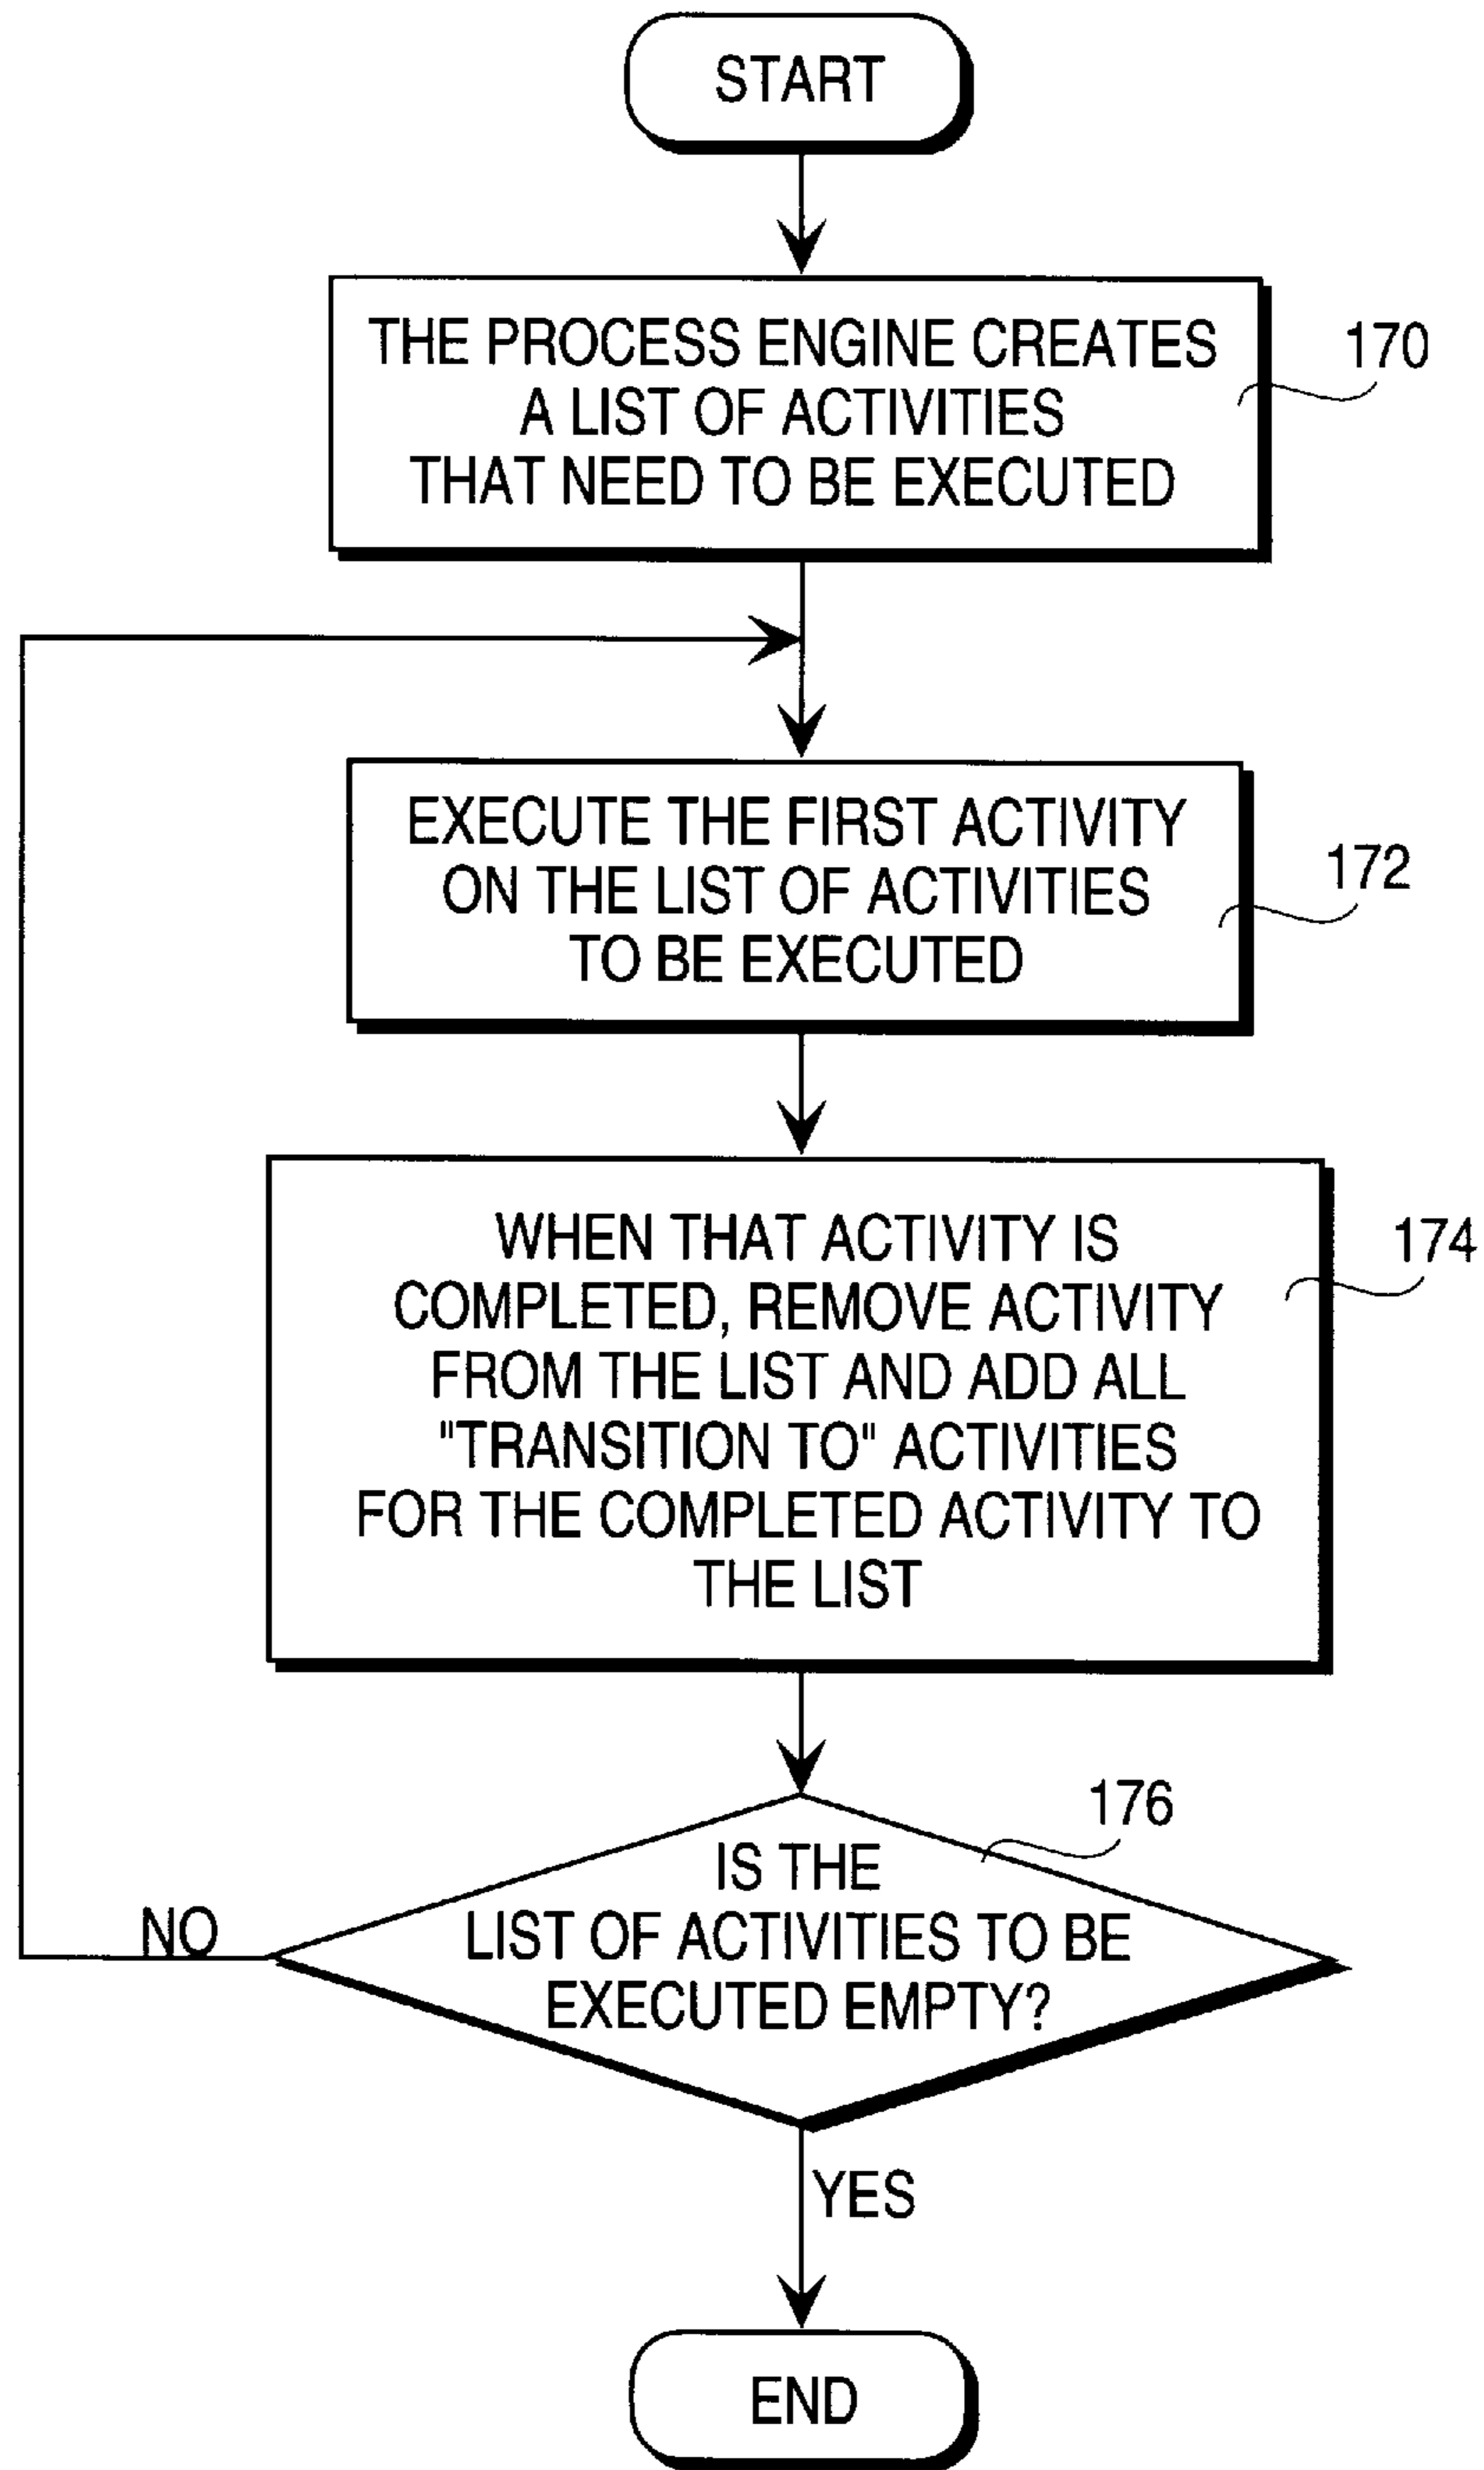 START
THE PROCESS ENGINE CREATES
A LIST OF ACTIVITIES
THAT NEED TO BE EXECUTED
170
EXECUTE THE FIRST ACTIVITY
ON THE LIST OF ACTIVITIES
TO BE EXECUTED
172
WHEN THAT ACTIVITY IS
COMPLETED, REMOVE ACTIVITY
FROM THE LIST AND ADD ALL
"TRANSITION TO" ACTIVITIES
FOR THE COMPLETED ACTIVITY TO
THE LIST
174
IS THE
LIST OF ACTIVITIES TO BE
EXECUTED EMPTY?
176
NO
YES
END